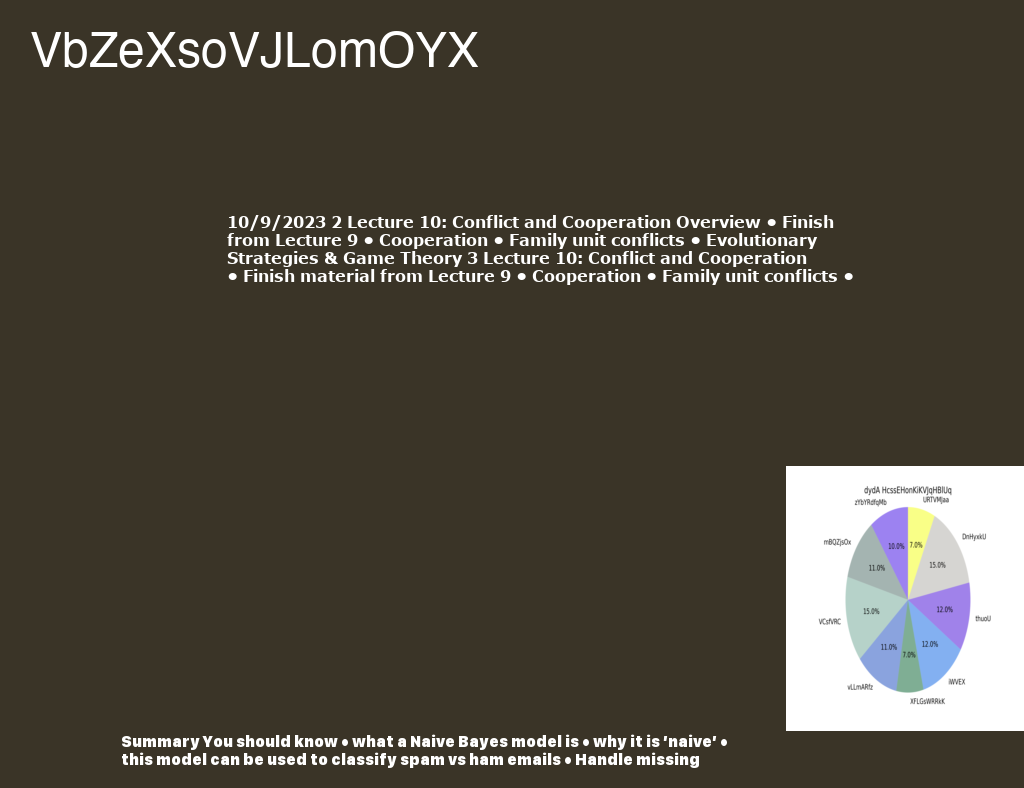 VbZeXsoVJLomOYX
10/9/2023 2 Lecture 10: Conflict and Cooperation Overview • Finish
from Lecture 9 • Cooperation • Family unit conflicts • Evolutionary
Strategies & Game Theory 3 Lecture 10: Conflict and Cooperation
• Finish material from Lecture 9 • Cooperation • Family unit conflicts •
dydA HcssEHonKiKVJqHBlUq
zYbYRdfqMb
URTVMJaa
mBQZjsOx
DnHyxkU
10.0%
7.0%
11.0%
15.0%
15.0%
12.0%
VCsfVRC
thuoU
11.0%
7.0%
12.0%
vLLmARfz
iWVEX
XFLGsWRRkK
Summary You should know • what a Naive Bayes model is • why it is ‘naive’ •
this model can be used to classify spam vs ham emails • Handle missing